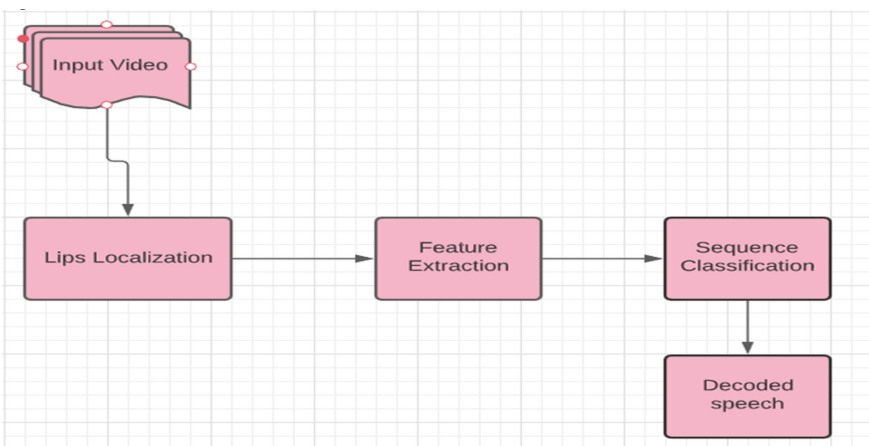 Input Video
Lips Localization
Feature
Extraction
Sequence
Classification
Decoded
speech